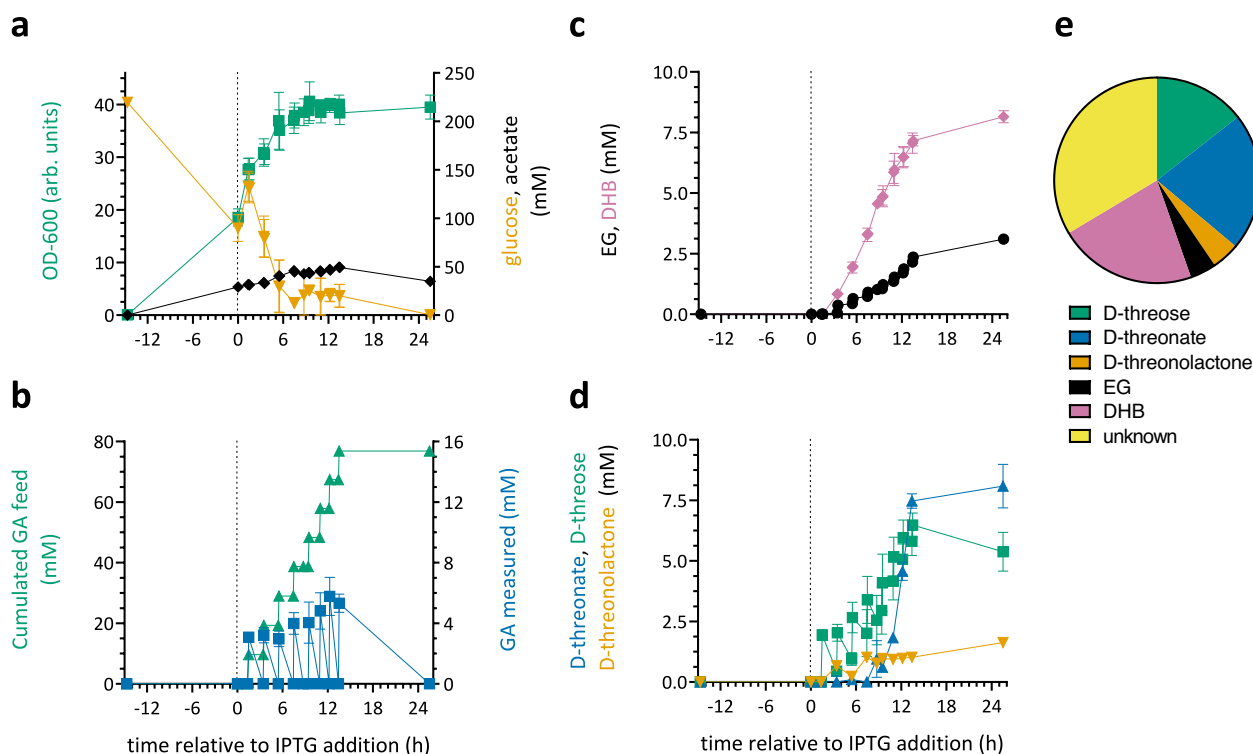 a
OD-600 (arb. units)
40
30
20
10
0
250
200
150
100
50
0
glucose, acetate
(mM)
-12
0
6
12
18
24
b
Cumulated GA feed
(mM)
80
60
40
20
0
16
12
8
4
0
GA measured (mM)
-12
0
6
12
18
24
time relative to IPTG addition (h)
c
EG, DHB (mM)
10.0
7.5
5.0
2.5
0.0
-12
0
6
12
18
24
d
D-threonate, D-threose
D-threonolactone (mM)
10.0
7.5
5.0
2.5
0.0
-12
0
6
12
18
24
time relative to IPTG addition (h)
e
D-threose
D-threonate
D-threonolactone
EG
DHB
unknown